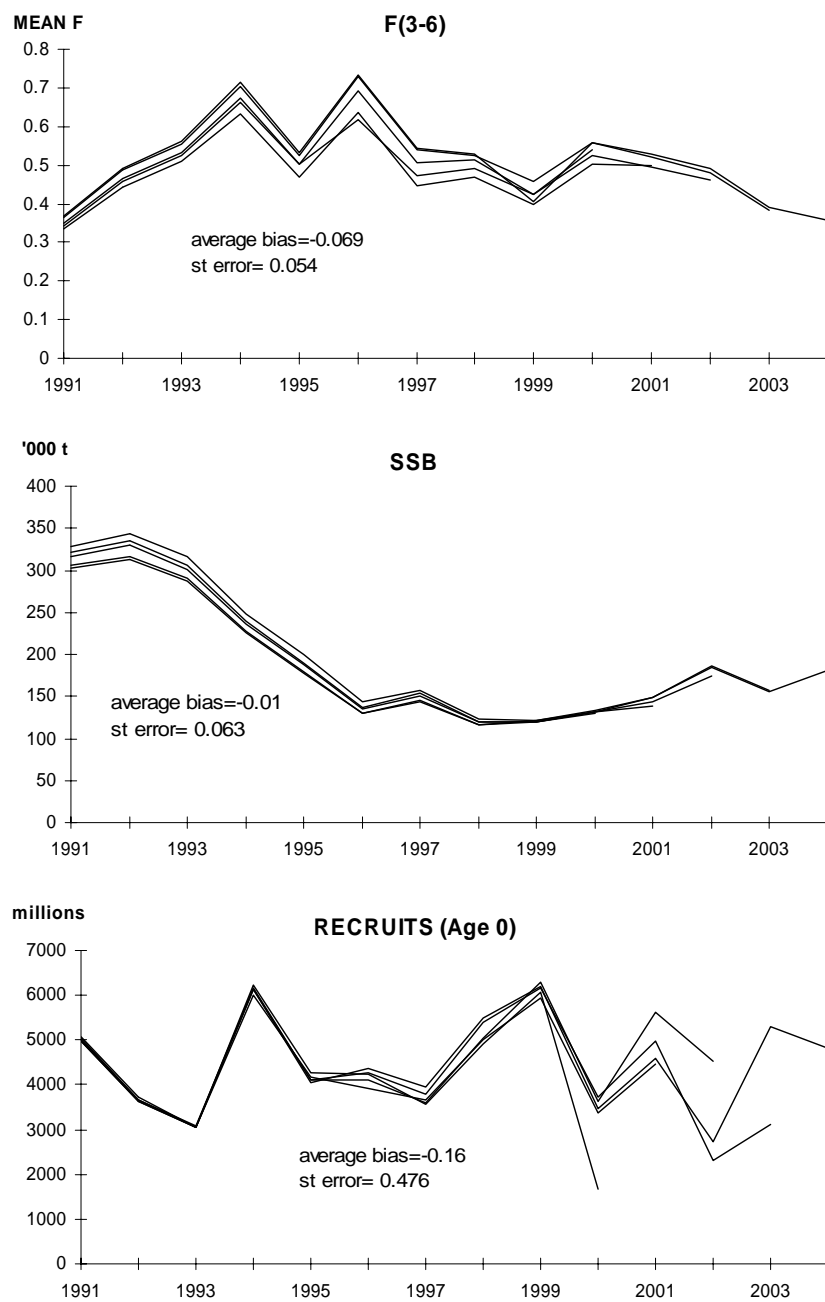 MEAN F
F(3-6)
0.8
0.7
0.6
0.5
0.4
0.3
0.2
0.1
0
average bias=-0.069
st error= 0.054
1991 1993 1995 1997 1999 2001 2003
'000 t
SSB
400
350
300
250
200
150
100
50
0
average bias=-0.01
st error= 0.063
1991 1993 1995 1997 1999 2001 2003
millions
RECRUITS (Age 0)
7000
6000
5000
4000
3000
2000
1000
0
average bias=-0.16
st error= 0.476
1991 1993 1995 1997 1999 2001 2003